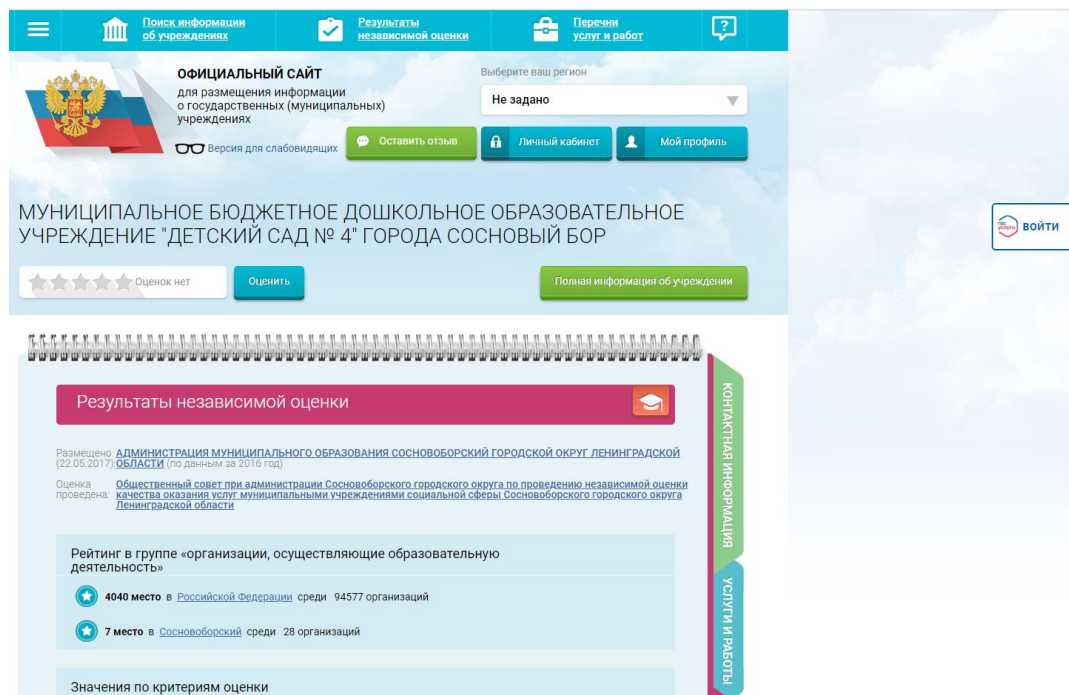 Поиск информации
об учреждениях
Результаты
независимой оценки
Перечни
услуг и работ
?
ОФИЦИАЛЬНЫЙ САЙТ
для размещения информации
о государственных (муниципальных)
учреждениях
Версия для слабовидящих
Выберите ваш регион
Не задано
Оставить отзыв
Личный кабинет
Мой профиль
МУНИЦИПАЛЬНОЕ БЮДЖЕТНОЕ ДОШКОЛЬНОЕ ОБРАЗОВАТЕЛЬНОЕ
УЧРЕЖДЕНИЕ "ДЕТСКИЙ САД № 4" ГОРОДА СОСНОВЫЙ БОР
гос
услуги
ВОЙТИ
Оценок нет
Оценить
Полная информация об учреждении
Результаты независимой оценки
Размещено АДМИНИСТРАЦИЯ МУНИЦИПАЛЬНОГО ОБРАЗОВАНИЯ СОСНОВОБОРСКИЙ ГОРОДСКОЙ ОКРУГ ЛЕНИНГРАДСКОЙ
(22.05.2017): ОБЛАСТИ (по данным за 2016 год)
Оценка Общественный совет при администрации Сосновоборского городского округа по проведению независимой оценки
проведена: качества оказания услуг муниципальными учреждениями социальной сферы Сосновоборского городского округа
Ленинградской области
Рейтинг в группе «организации, осуществляющие образовательную
деятельность»
4040 место в Российской Федерации среди 94577 организаций
7 место в Сосновоборский среди 28 организаций
Значения по критериям оценки
КОНТАКТНАЯ ИНФОРМАЦИЯ
УСЛУГИ И РАБОТЫ